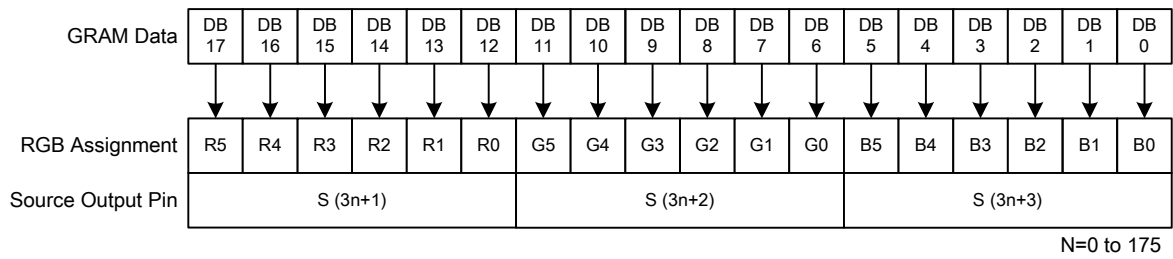 GRAM Data DB 17 DB 16 DB 15 DB 14 DB 13 DB 12 DB 11 DB 10 DB 9 DB 8 DB 7 DB 6 DB 5 DB 4 DB 3 DB 2 DB 1 DB 0
RGB Assignment R5 R4 R3 R2 R1 R0 G5 G4 G3 G2 G1 G0 B5 B4 B3 B2 B1 B0
Source Output Pin S (3n+1) S (3n+2) S (3n+3)
N=0 to 175